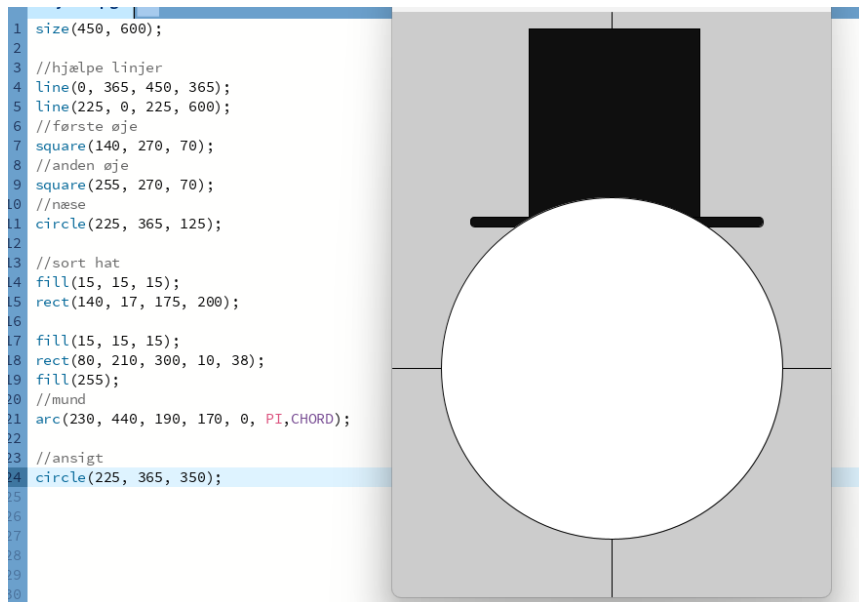 1 size(450, 600);
2
3 //hjælpe linjer
4 line(0, 365, 450, 365);
5 line(225, 0, 225, 600);
6 //første øje
7 square(140, 270, 70);
8 //anden øje
9 square(255, 270, 70);
10 //næse
11 circle(225, 365, 125);
12
13 //sort hat
14 fill(15, 15, 15);
15 rect(140, 17, 175, 200);
16
17 fill(15, 15, 15);
18 rect(80, 210, 300, 10, 38);
19 fill(255);
20 //mund
21 arc(230, 440, 190, 170, 0, PI,CHORD);
22
23 //ansigt
24 circle(225, 365, 350);
25
26
27
28
29
30